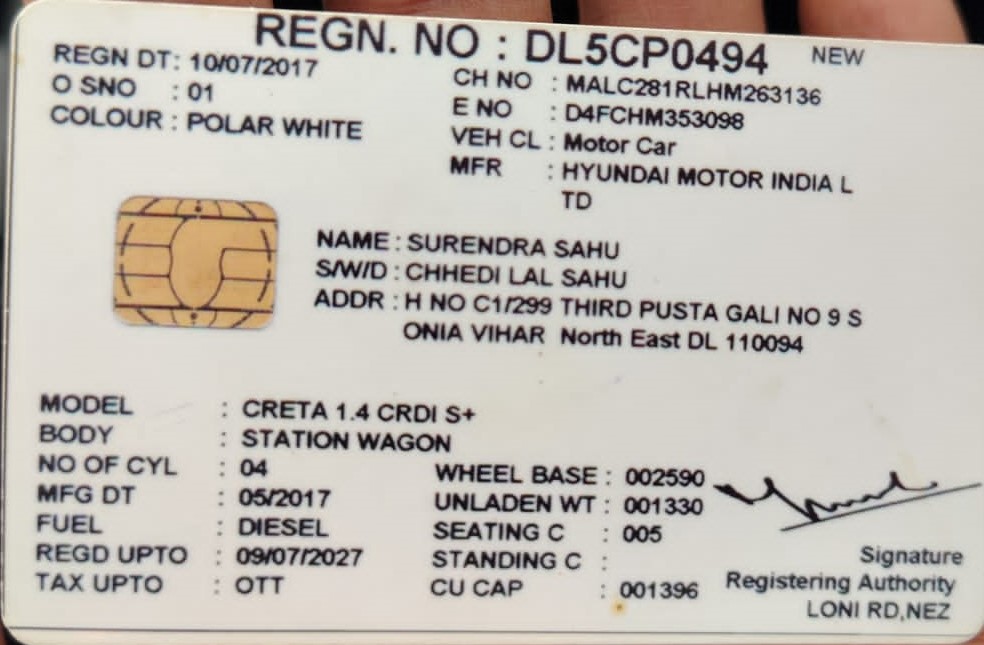 REGN. NO : DL5CP0494 NEW
REGN DT: 10/07/2017
O SNO : 01
COLOUR : POLAR WHITE
CH NO : MALC281RLHM263136
E NO : D4FCHM353098
VEH CL : Motor Car
MFR : HYUNDAI MOTOR INDIA L
TD
NAME : SURENDRA SAHU
S/W/D : CHHEDI LAL SAHU
ADDR : H NO C1/299 THIRD PUSTA GALI NO 9 S
ONIA VIHAR North East DL 110094
MODEL : CRETA 1.4 CRDI S+
BODY : STATION WAGON
NO OF CYL : 04
MFG DT : 05/2017
FUEL : DIESEL
REGD UPTO : 09/07/2027
TAX UPTO : OTT
WHEEL BASE : 002590
UNLADEN WT : 001330
SEATING C : 005
STANDING C :
CU CAP : 001396
Signature
Registering Authority
LONI RD,NEZ